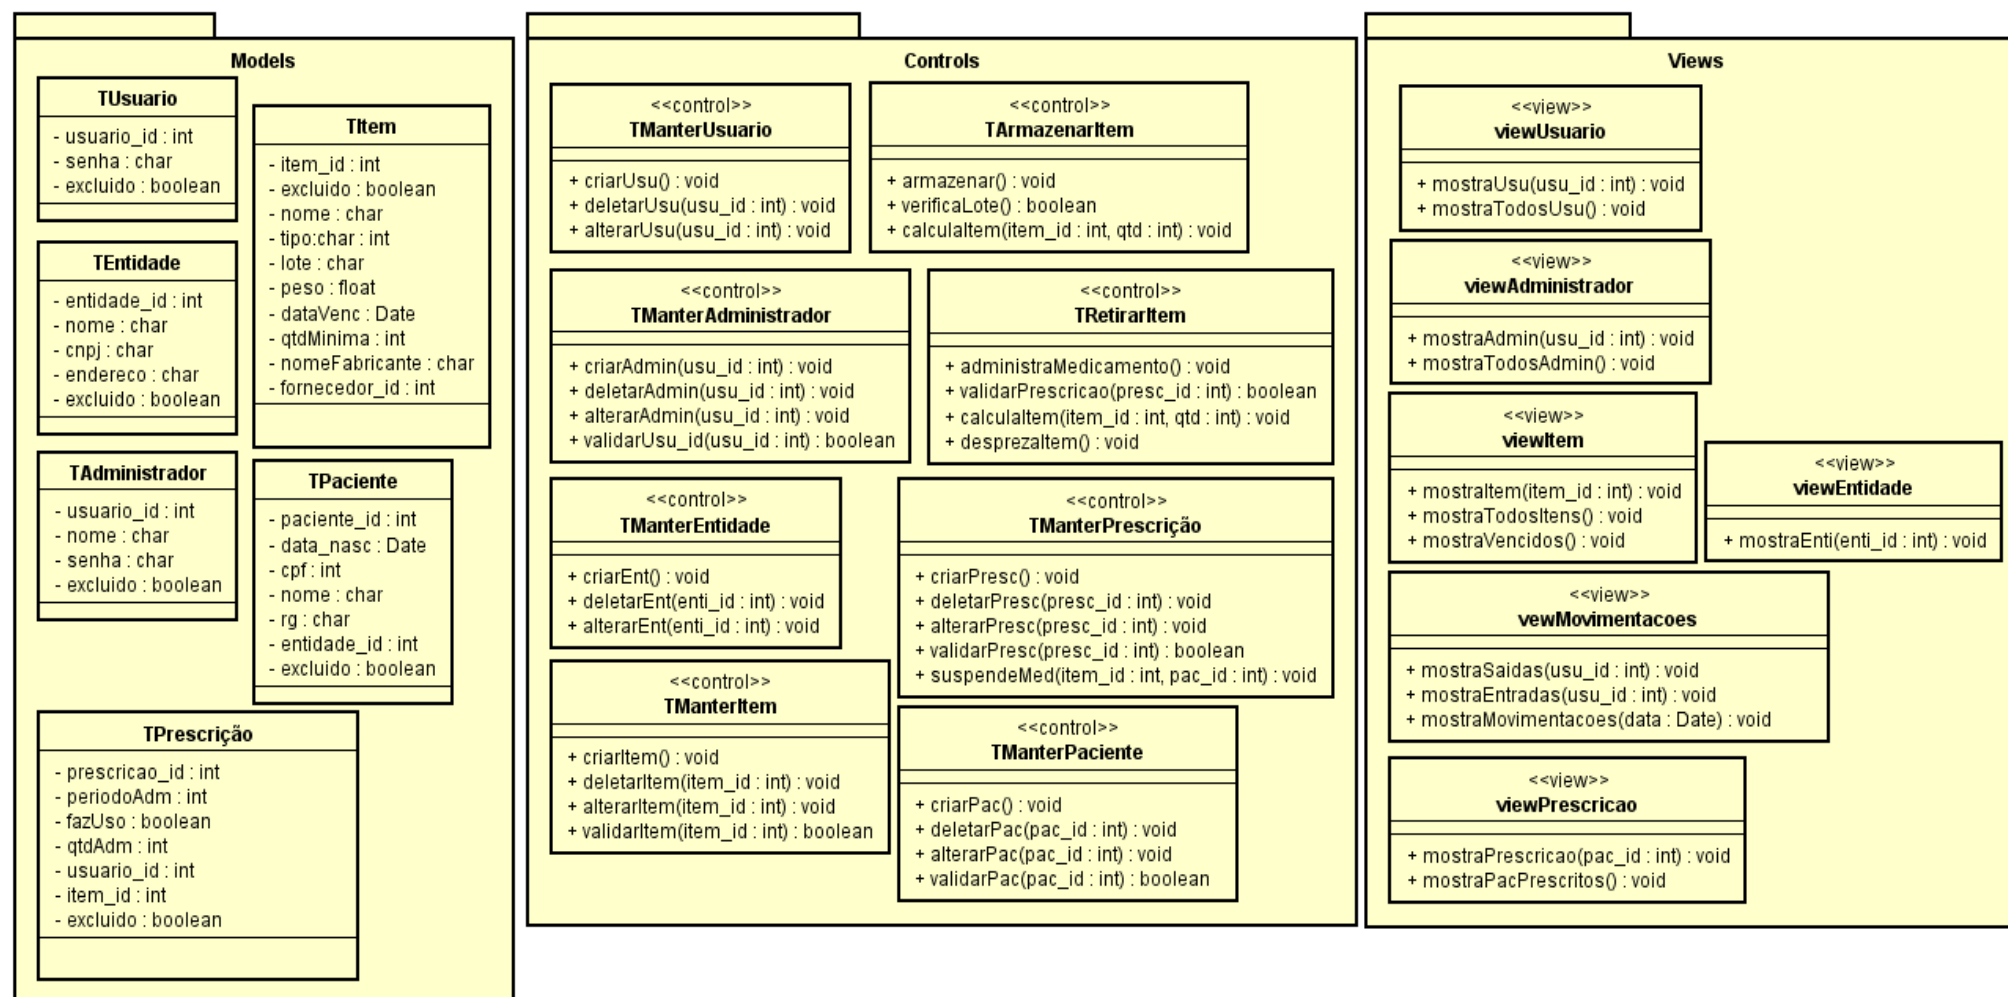 Models
TUsuario
- usuario_id : int
- senha : char
- excluido : boolean
TItem
- item_id : int
- excluido : boolean
- nome : char
- tipo:char : int
- lote : char
- peso : float
- dataVenc : Date
- qtdMinima : int
- nomeFabricante : char
- fornecedor_id : int
TEntidade
- entidade_id : int
- nome : char
- cnpj : char
- endereco : char
- excluido : boolean
TAdministrador
- usuario_id : int
- nome : char
- senha : char
- excluido : boolean
TPaciente
- paciente_id : int
- data_nasc : Date
- cpf : int
- nome : char
- rg : char
- entidade_id : int
- excluido : boolean
TPrescrição
- prescricao_id : int
- periodoAdm : int
- fazUso : boolean
- qtdAdm : int
- usuario_id : int
- item_id : int
- excluido : boolean
Controls
<<control>>
TManterUsuario
+ criarUsu() : void
+ deletarUsu(usu_id : int) : void
+ alterarUsu(usu_id : int) : void
<<control>>
TArmazenarItem
+ armazenar() : void
+ verificaLote() : boolean
+ calculaItem(item_id : int, qtd : int) : void
<<control>>
TManterAdministrador
+ criarAdmin(usu_id : int) : void
+ deletarAdmin(usu_id : int) : void
+ alterarAdmin(usu_id : int) : void
+ validarUsu_id(usu_id : int) : boolean
<<control>>
TRetirarItem
+ administraMedicamento() : void
+ validarPrescricao(presc_id : int) : boolean
+ calculaItem(item_id : int, qtd : int) : void
+ desprezaItem() : void
<<control>>
TManterEntidade
+ criarEnt() : void
+ deletarEnt(enti_id : int) : void
+ alterarEnt(enti_id : int) : void
<<control>>
TManterPrescrição
+ criarPresc() : void
+ deletarPresc(presc_id : int) : void
+ alterarPresc(presc_id : int) : void
+ validarPresc(presc_id : int) : boolean
+ suspendeMed(item_id : int, pac_id : int) : void
<<control>>
TManterItem
+ criarItem() : void
+ deletarItem(item_id : int) : void
+ alterarItem(item_id : int) : void
+ validarItem(item_id : int) : boolean
<<control>>
TManterPaciente
+ criarPac() : void
+ deletarPac(pac_id : int) : void
+ alterarPac(pac_id : int) : void
+ validarPac(pac_id : int) : boolean
Views
<<view>>
viewUsuario
+ mostraUsu(usu_id : int) : void
+ mostraTodosUsu() : void
<<view>>
viewAdministrador
+ mostraAdmin(usu_id : int) : void
+ mostraTodosAdmin() : void
<<view>>
viewItem
+ mostraItem(item_id : int) : void
+ mostraTodosItens() : void
+ mostraVencidos() : void
<<view>>
viewEntidade
+ mostraEnti(enti_id : int) : void
<<view>>
vewMovimentacoes
+ mostraSaidas(usu_id : int) : void
+ mostraEntradas(usu_id : int) : void
+ mostraMovimentacoes(data : Date) : void
<<view>>
viewPrescricao
+ mostraPrescricao(pac_id : int) : void
+ mostraPacPrescritos() : void